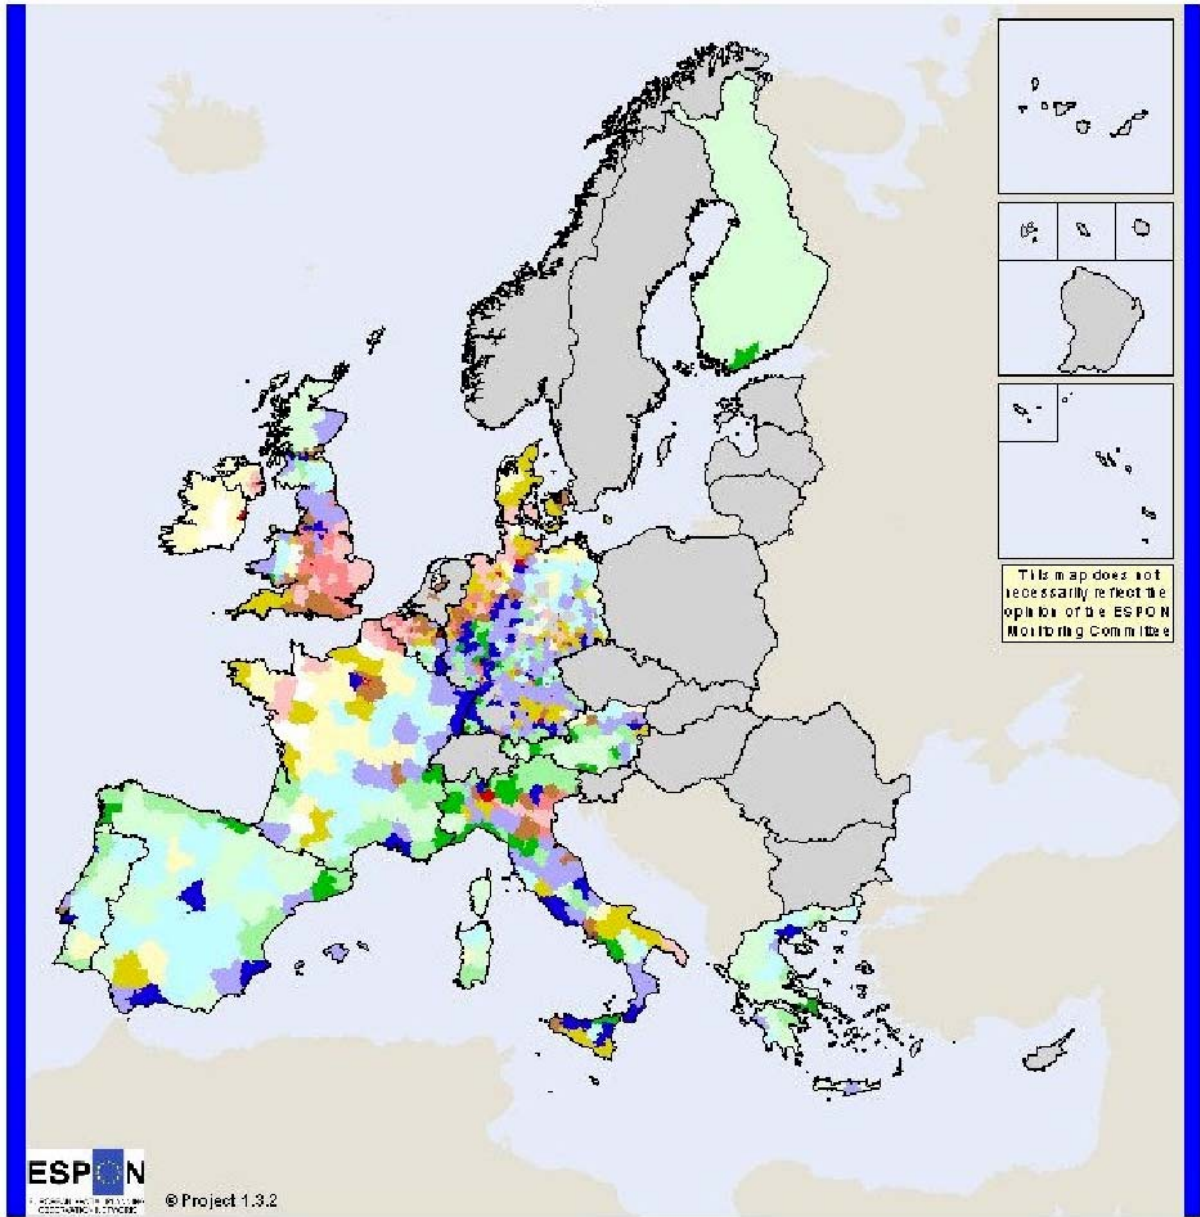 This map does not
necessarily reflect the
opinion of the ESPON
Monitoring Committee
ESPON
© Project 1.3.2